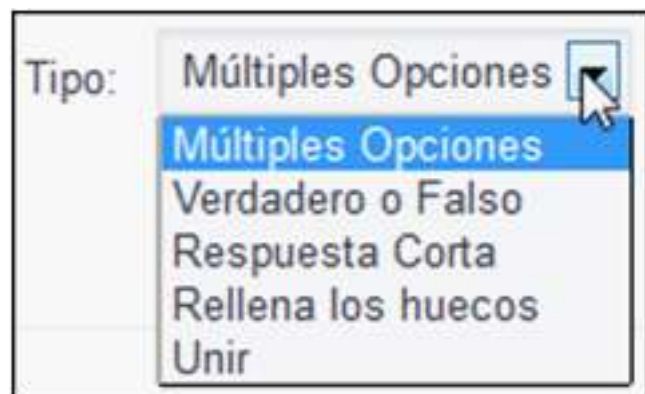 Tipo: Múltiples Opciones
Múltiples Opciones
Verdadero o Falso
Respuesta Corta
Rellena los huecos
Unir